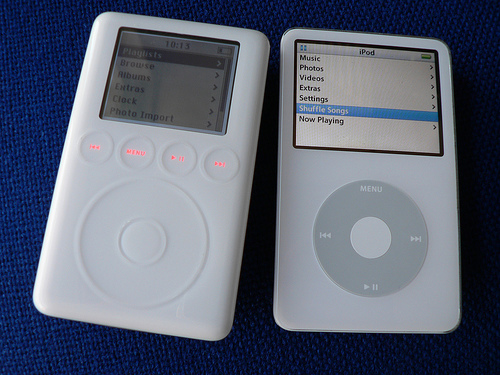 10:13
Playlists
Browse
Albums
Extras
Clock
Photo Import
MENU
iPod
Music
Photos
Videos
Extras
Settings
Shuffle Songs
Now Playing
MENU